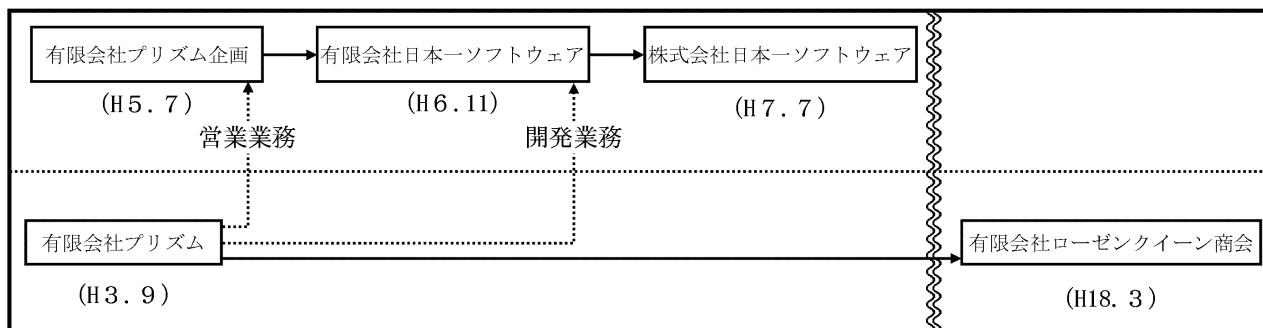 有限会社プリズム企画
有限会社日本一ソフトウェア
株式会社日本一ソフトウェア
(H5.7)
(H6.11)
(H7.7)
営業業務
開発業務
有限会社プリズム
有限会社ローゼンクイーン商会
(H3.9)
(H18.3)